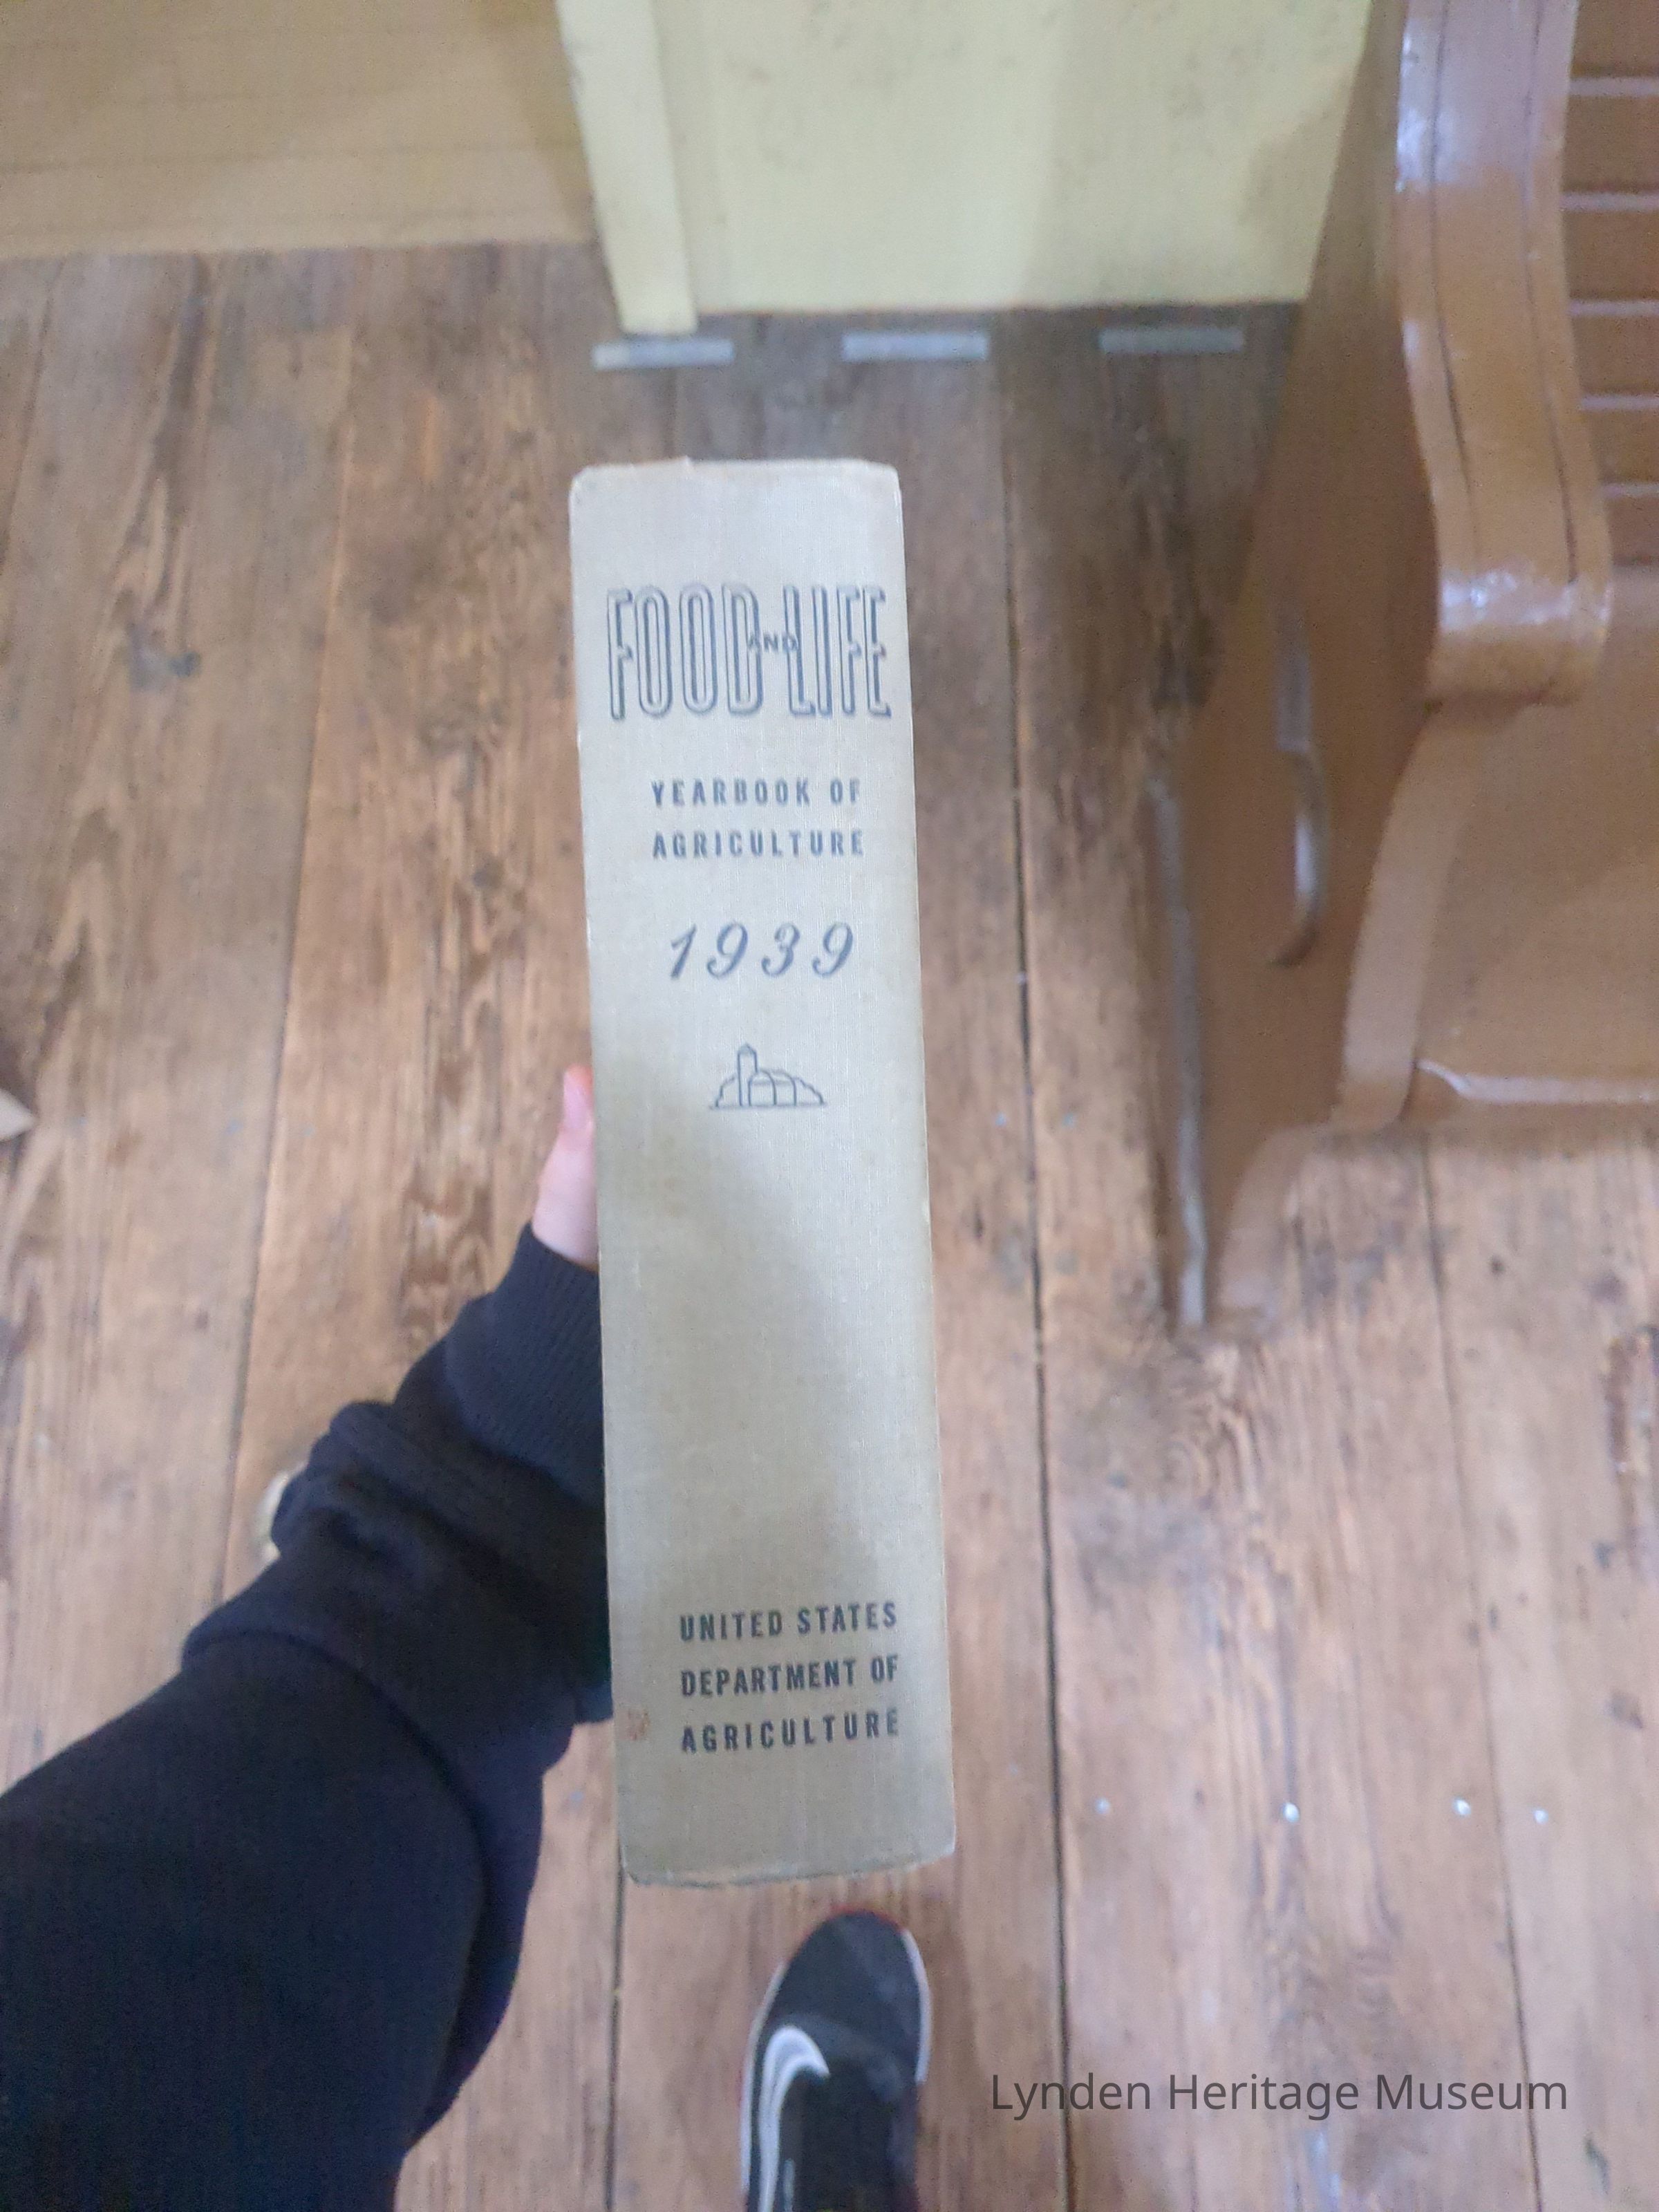 FOOD AND LIFE
YEARBOOK OF
AGRICULTURE
1939
UNITED STATES
DEPARTMENT OF
AGRICULTURE
Lynden Heritage Museum